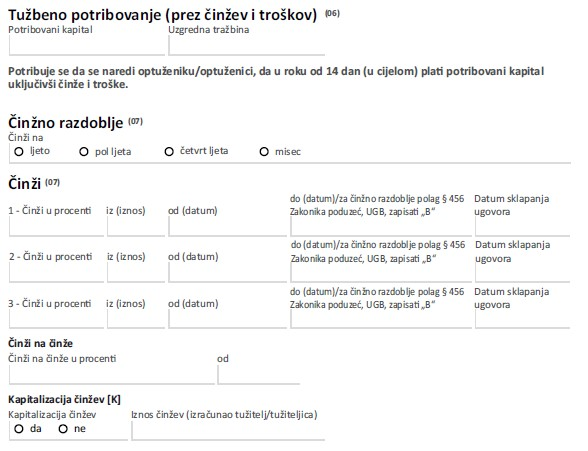 Tužbeno potribovanje (prez činžev i troškov) (06)
Potribovani kapital Uzgredna tražbina
Potribuje se da se naredi optuženiku/optuženici, da u roku od 14 dan (u cijelom) plati potribovani kapital
uključivši činže i troške.
Činžno razdoblje (07)
Činži na
ljeto pol ljeta četvrt ljeta misec
Činži (07)
1 - Činži u procenti iz (iznos) od (datum) do (datum)/za činžno razdoblje polag § 456 Zakonika poduzeć, UGB, zapisati „B“ Datum sklapanja ugovora
2 - Činži u procenti iz (iznos) od (datum) do (datum)/za činžno razdoblje polag § 456 Zakonika poduzeć, UGB, zapisati „B“ Datum sklapanja ugovora
3 - Činži u procenti iz (iznos) od (datum) do (datum)/za činžno razdoblje polag § 456 Zakonika poduzeć, UGB, zapisati „B“ Datum sklapanja ugovora
Činži na činže
Činži na činže u procenti od
Kapitalizacija činžev [K]
Kapitalizacija činžev Iznos činžev (izračunao tužitelj/tužiteljica)
da ne